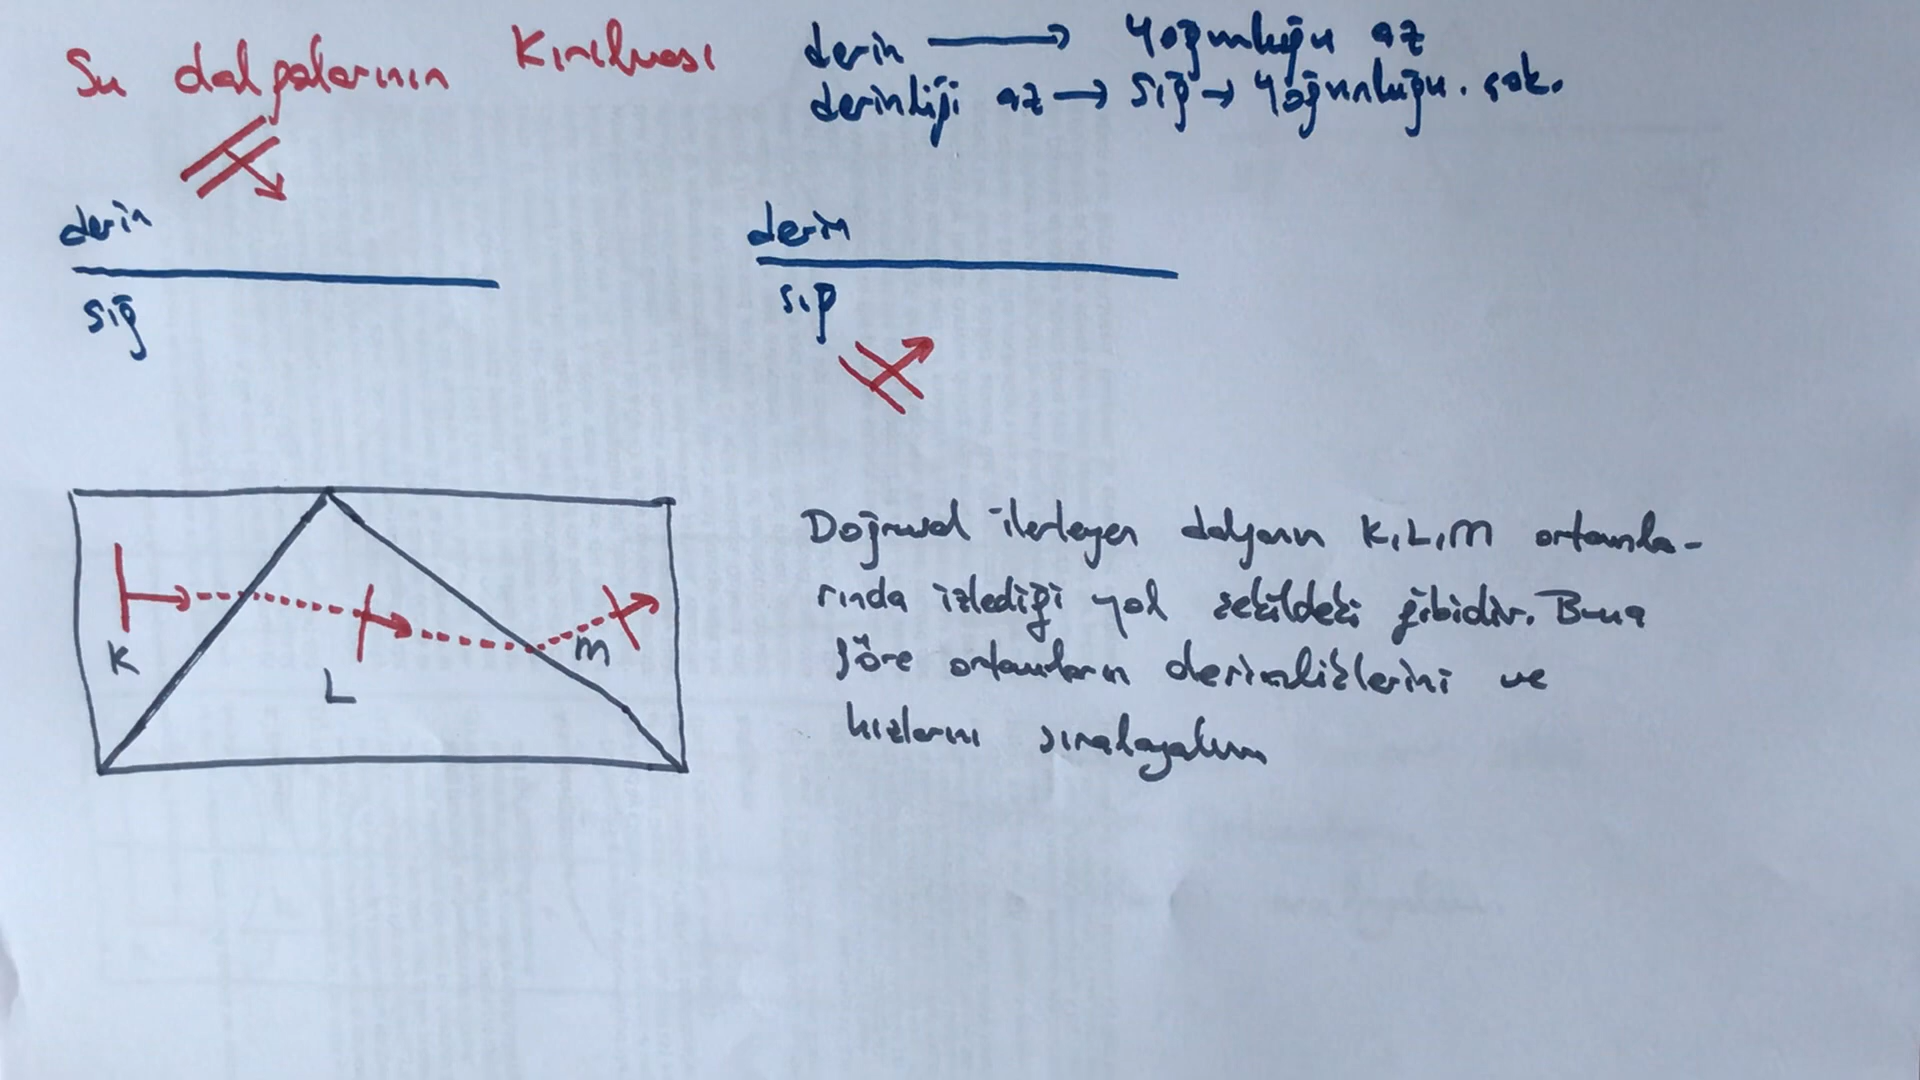 Su dalgalarının Kırılması
derin → Yoğunluğu az
derinliği az → sığ → Yoğunluğu çok.
derin
sığ
derin
sığ
K
L
M
Doğrusal ilerleyen dalganın K, L, M ortamla-
rında izlediği yol şekildeki gibidir. Buna
göre ortamların derinliklerini ve
hızlarını sıralayalım